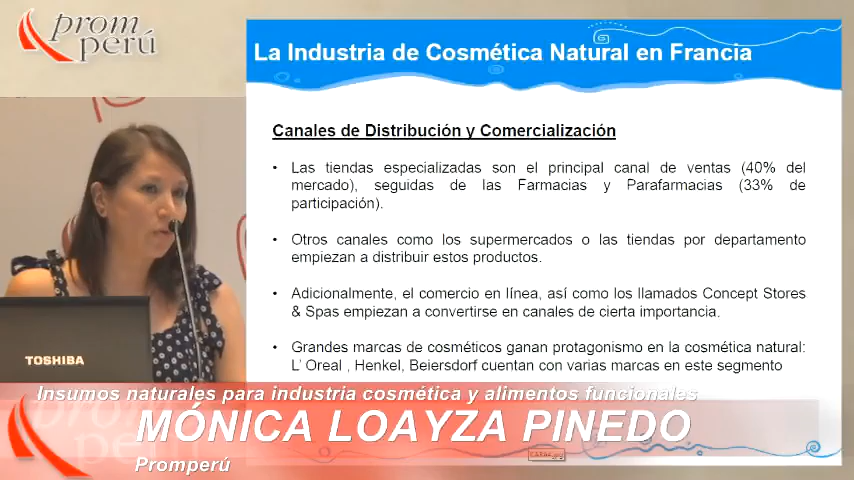 prom
perú
La Industria de Cosmética Natural en Francia
Canales de Distribución y Comercialización
• Las tiendas especializadas son el principal canal de ventas (40% del
mercado), seguidas de las Farmacias y Parafarmacias (33% de
participación).
• Otros canales como los supermercados o las tiendas por departamento
empiezan a distribuir estos productos.
• Adicionalmente, el comercio en línea, así como los llamados Concept Stores
& Spas empiezan a convertirse en canales de cierta importancia.
• Grandes marcas de cosméticos ganan protagonismo en la cosmética natural:
L' Oreal , Henkel, Beiersdorf cuentan con varias marcas en este segmento
TOSHIBA
Insumos naturales para industria cosmética y alimentos funcionales
MÓNICA LOAYZA PINEDO
Promperú
prom
perú